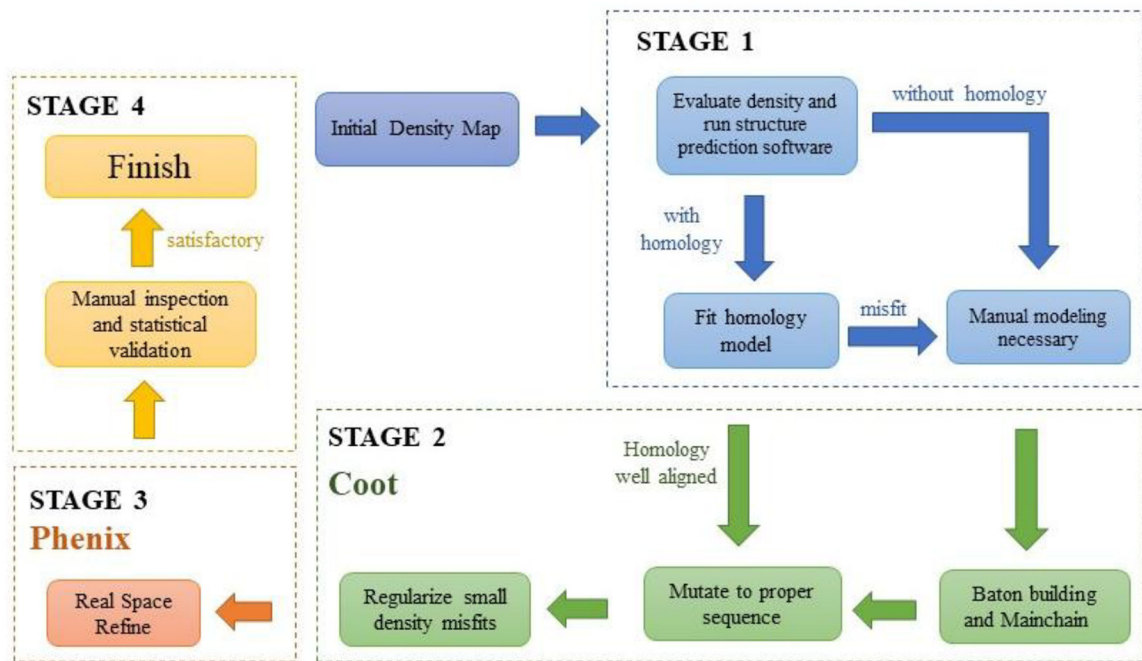 STAGE 1
STAGE 4
Initial Density Map
Evaluate density and
run structure
prediction software
without homology
Finish
satisfactory
with
homology
Manual inspection
and statistical
validation
Fit homology
model
misfit
Manual modeling
necessary
STAGE 2
Coot
Homology
well aligned
STAGE 3
Phenix
Real Space
Refine
Regularize small
density misfits
Mutate to proper
sequence
Baton building
and Mainchain